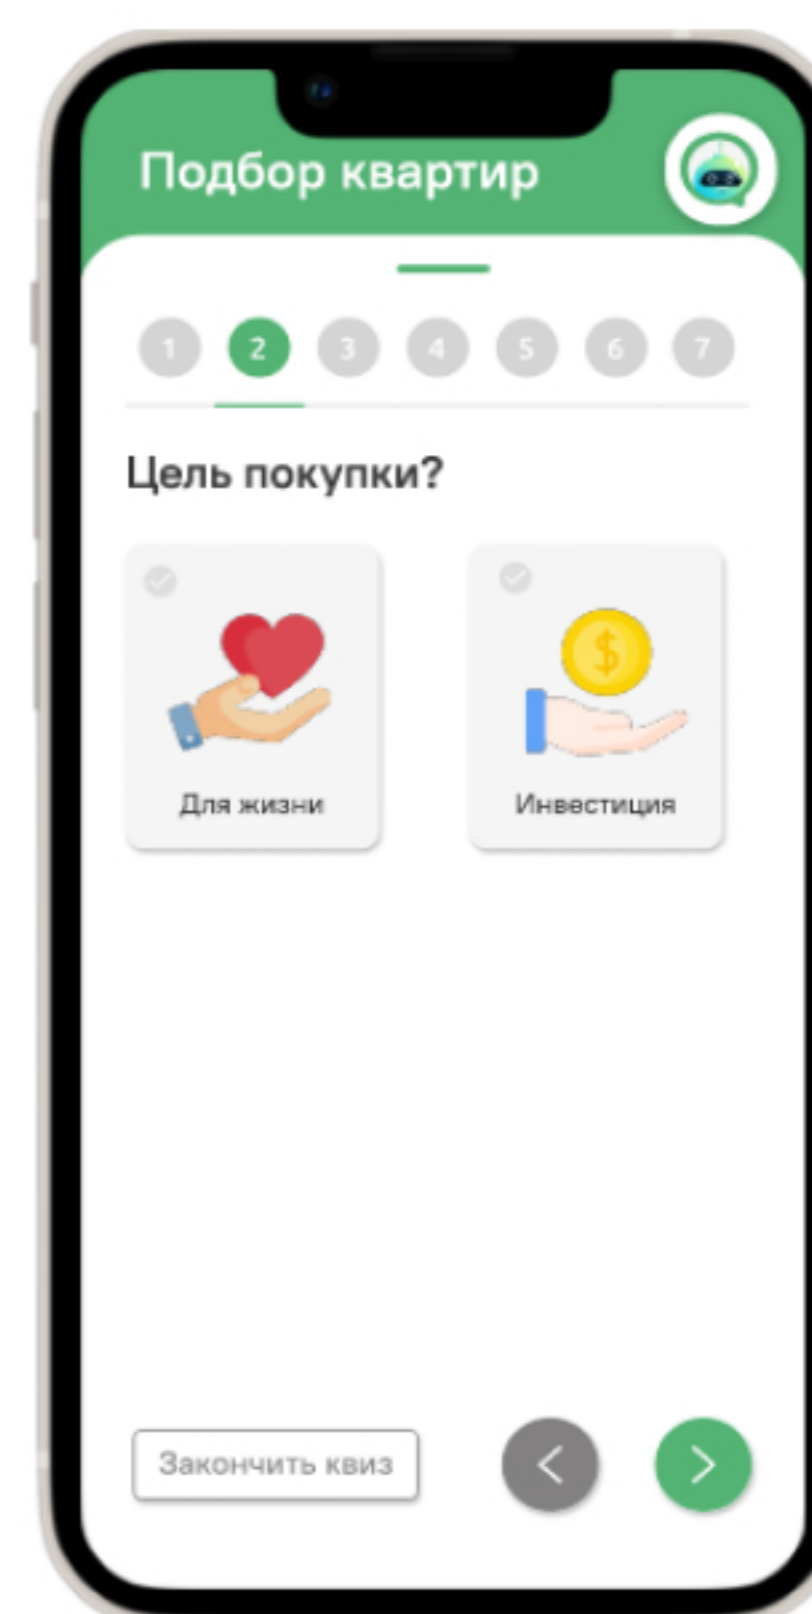 Подбор квартир
1 2 3 4 5 6 7
Цель покупки?
$
Для жизни Инвестиция
Закончить квиз